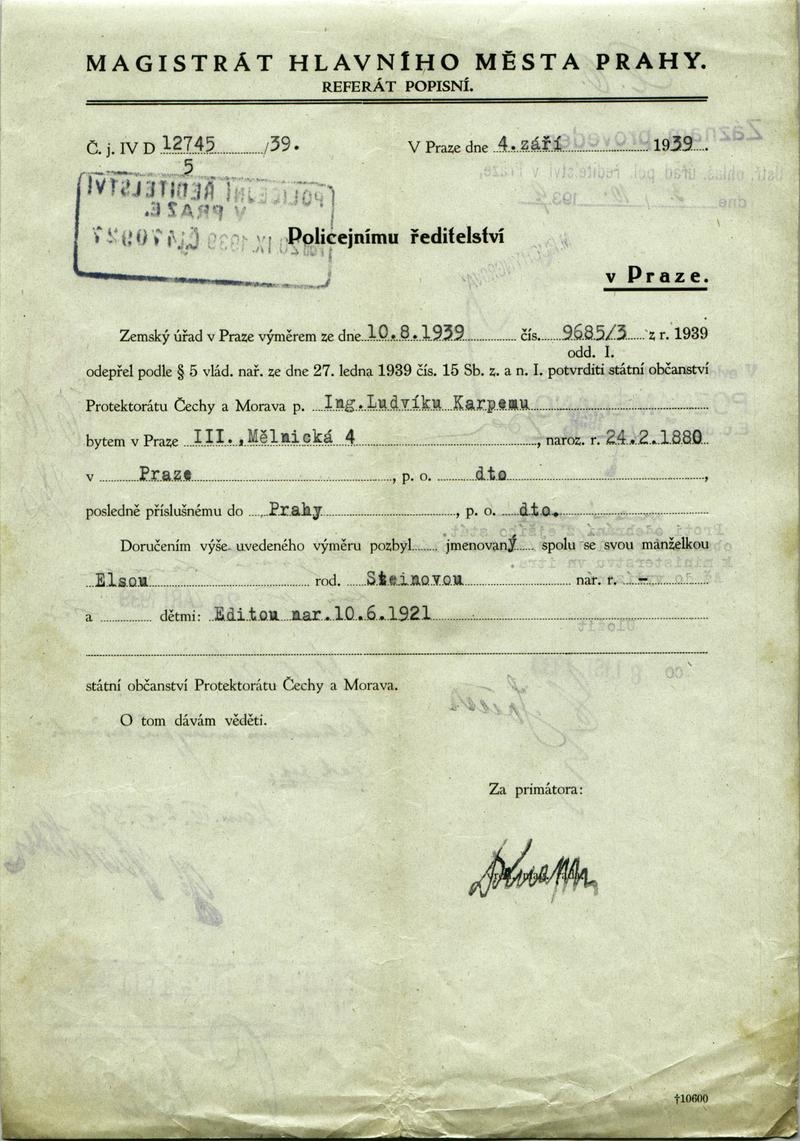 MAGISTRÁT HLAVNÍHO MĚSTA PRAHY.
REFERÁT POPISNÍ.
Č. j. IV D 12745 /39.
5
V Praze dne 4. září 1939.
Policejnímu ředitelství
v Praze.
Zemský úřad v Praze výměrem ze dne 10.8.1939 čís. 9685/3 z r. 1939
odd. I.
odepřel podle § 5 vlád. nař. ze dne 27. ledna 1939 čís. 15 Sb. z. a n. I. potvrditi státní občanství
Protektorátu Čechy a Morava p. Ing.Ludvíku Karpemu
bytem v Praze III.,Mělnická 4, naroz. r. 24.2.1880
v Praze, p. o. dto,
posledně příslušnému do Prahy, p. o. dto.
Doručením výše uvedeného výměru pozbyl jmenovaný spolu se svou manželkou
Elsou rod. Steinovou nar. r. -
a dětmi: Editou nar.10.6.1921
státní občanství Protektorátu Čechy a Morava.
O tom dávám věděti.
Za primátora:
†10600